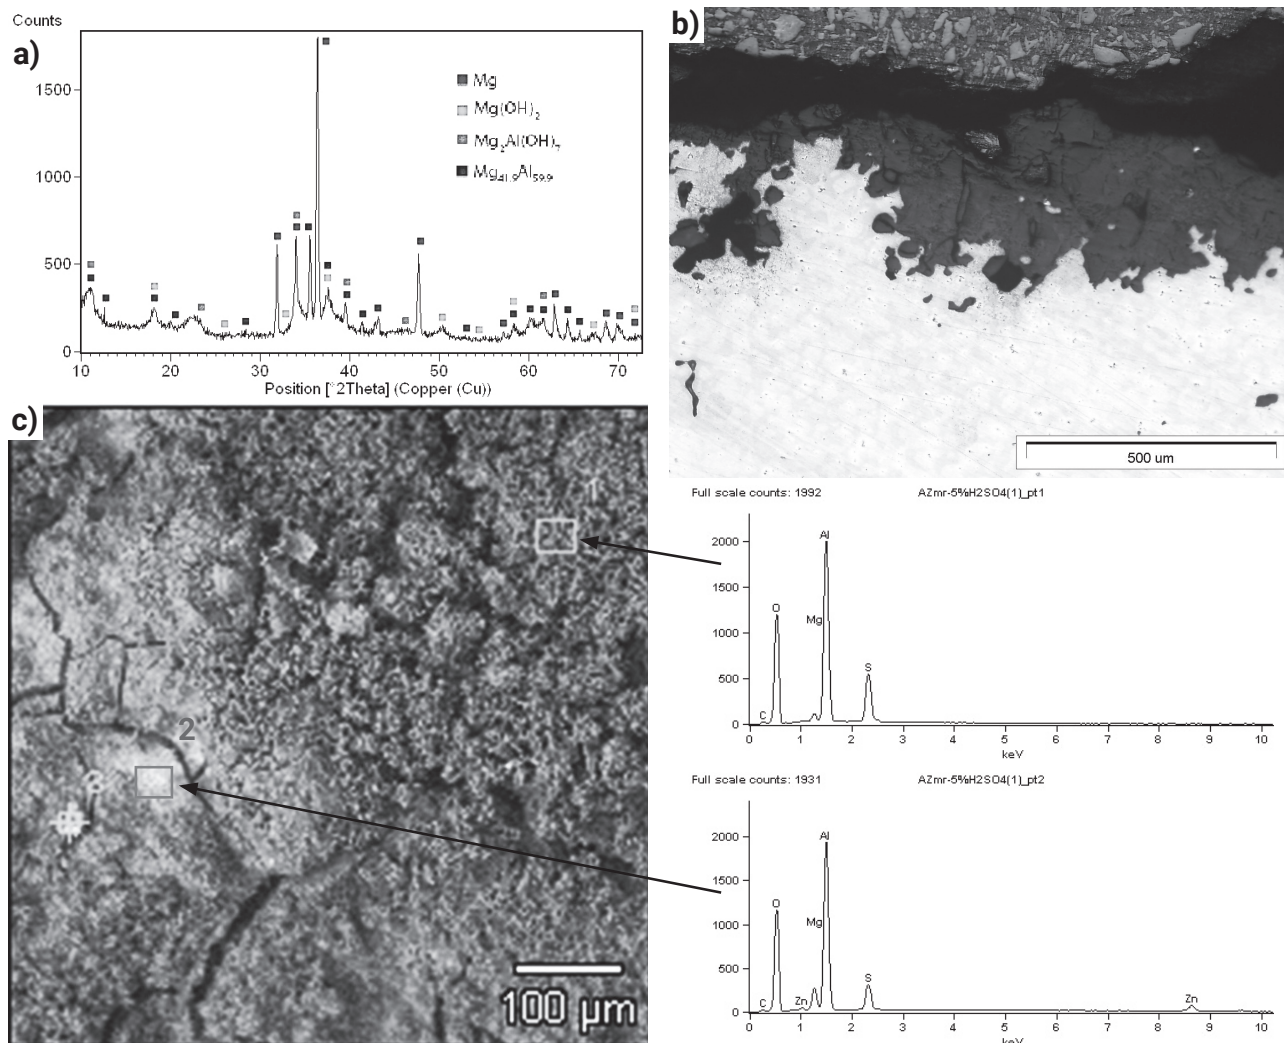 Counts
a)
1500
1000
500
0
10 20 30 40 50 60 70
Position [°2Theta] (Copper (Cu))
Mg
Mg(OH)2
Mg2Al(OH)7
b)
500 um
c)
1
2
100 µm
Full scale counts: 1992 AZmr-5%H2SO4(1)_pt1
2000
1500
1000
500
0
C O Mg Al S
0 1 2 3 4 5 6 7 8 9 10
keV
Full scale counts: 1931 AZmr-5%H2SO4(1)_pt2
2000
1500
1000
500
0
C O Zn Mg Al S Zn
0 1 2 3 4 5 6 7 8 9 10
keV